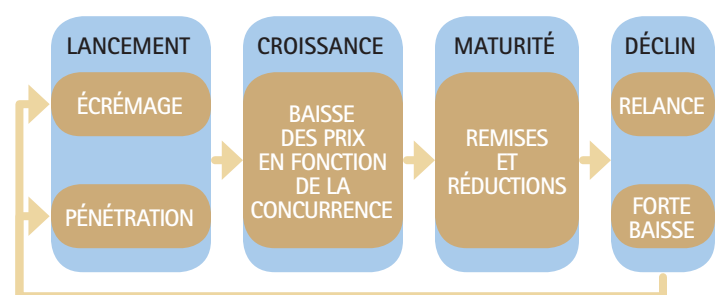 LANCEMENT
ÉCRÉMAGE
PÉNÉTRATION
CROISSANCE
BAISSE
DES PRIX
EN FONCTION
DE LA
CONCURRENCE
MATURITÉ
REMISES
ET
RÉDUCTIONS
DÉCLIN
RELANCE
FORTE
BAISSE